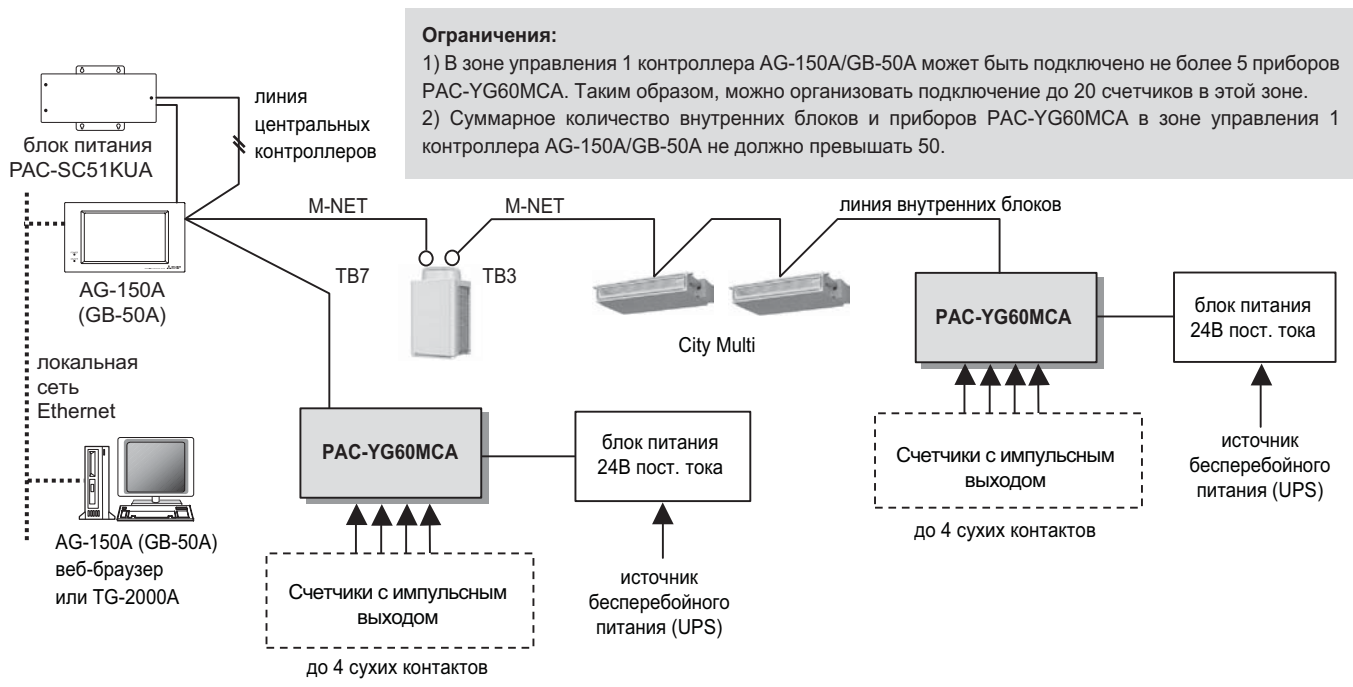 Ограничения:
1) В зоне управления 1 контроллера AG-150A/GB-50A может быть подключено не более 5 приборов
PAC-YG60MCA. Таким образом, можно организовать подключение до 20 счетчиков в этой зоне.
2) Суммарное количество внутренних блоков и приборов PAC-YG60MCA в зоне управления 1
контроллера AG-150A/GB-50A не должно превышать 50.
линия
центральных
контроллеров
блок питания
PAC-SC51KUA
M-NET
M-NET
линия внутренних блоков
TB7
TB3
AG-150A
(GB-50A)
City Multi
PAC-YG60MCA
блок питания
24В пост. тока
локальная
сеть
Ethernet
PAC-YG60MCA
блок питания
24В пост. тока
Счетчики с импульсным
выходом
источник
бесперебойного
питания (UPS)
до 4 сухих контактов
AG-150A (GB-50A)
веб-браузер
или TG-2000A
Счетчики с импульсным
выходом
источник
бесперебойного
питания (UPS)
до 4 сухих контактов